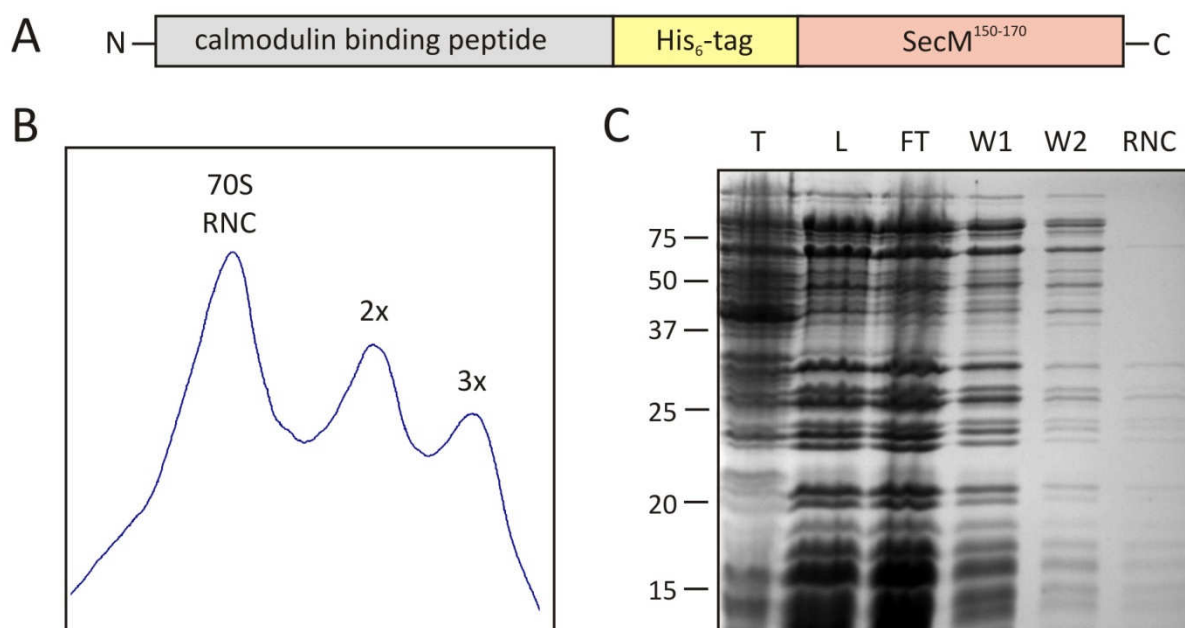 A
N
calmodulin binding peptide
His₆-tag
SecM¹⁵⁰⁻¹⁷⁰
C
B
70S
RNC
2x
3x
C
T L FT W1 W2 RNC
75
50
37
25
20
15